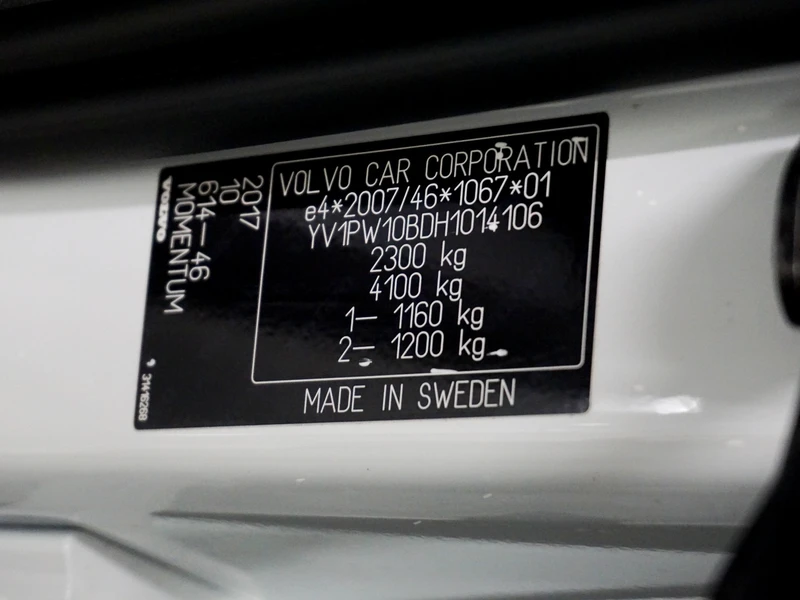 VOLVO CAR CORPORATION
e4*2007/46*1067*01
YV1PW10BDH1014106
2300 kg
4100 kg
1— 1160 kg
2— 1200 kg
MADE IN SWEDEN
2017
10
614—46
MOMENTUM
VOLVO
31415268